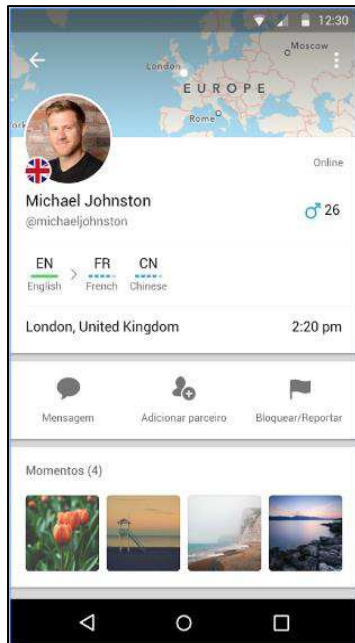 12:30
Moscow
London
EUROPE
Rome
Online
Michael Johnston
26
@michaeljohnston
EN > FR CN
English French Chinese
London, United Kingdom 2:20 pm
Mensagem Adicionar parceiro Bloquear/Reportar
Momentos (4)